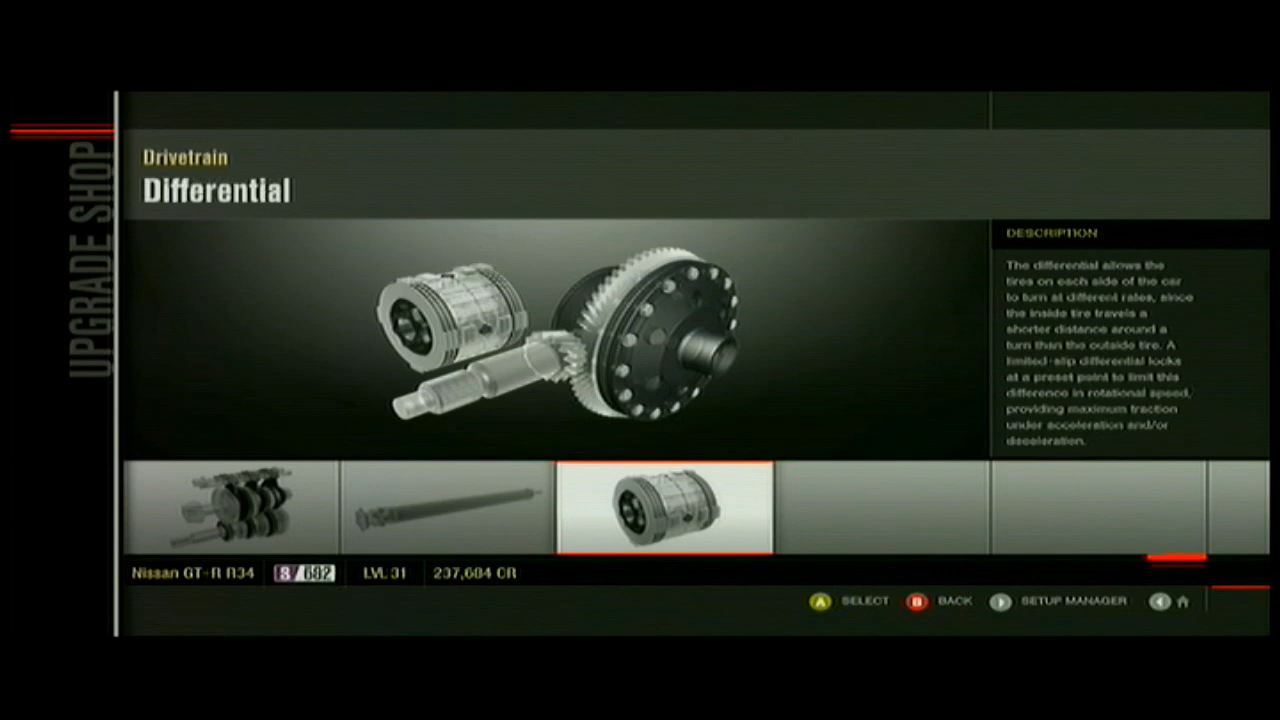 UPGRADE SHOP
Drivetrain
Differential
DESCRIPTION
The differential allows the
tires on each side of the car
to turn at different rates, since
the inside tire travels a
shorter distance around a
turn than the outside tire. A
limited-slip differential locks
at a preset point to limit this
difference in rotational speed,
providing maximum traction
under acceleration and/or
deceleration.
Nissan GT-R R34 LVL 31 237,684 CR
A SELECT B BACK SETUP MANAGER